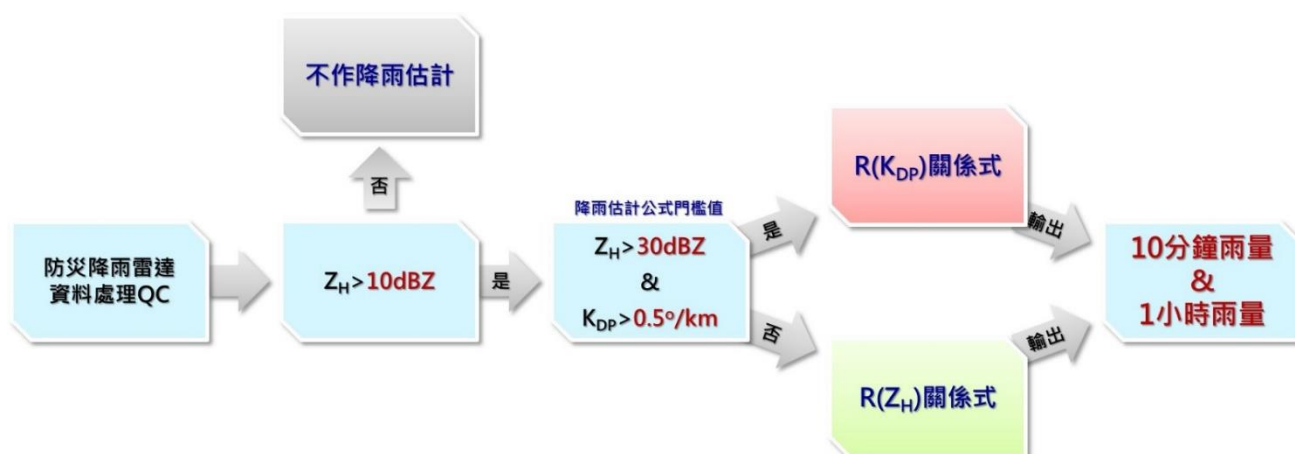 不作降雨估計
否
防災降雨雷達
資料處理QC
Z_H>10dBZ
是
降雨估計公式門檻值
Z_H>30dBZ
&
K_DP>0.5°/km
是
否
R(K_DP)關係式
R(Z_H)關係式
輸出
輸出
10分鐘雨量
&
1小時雨量